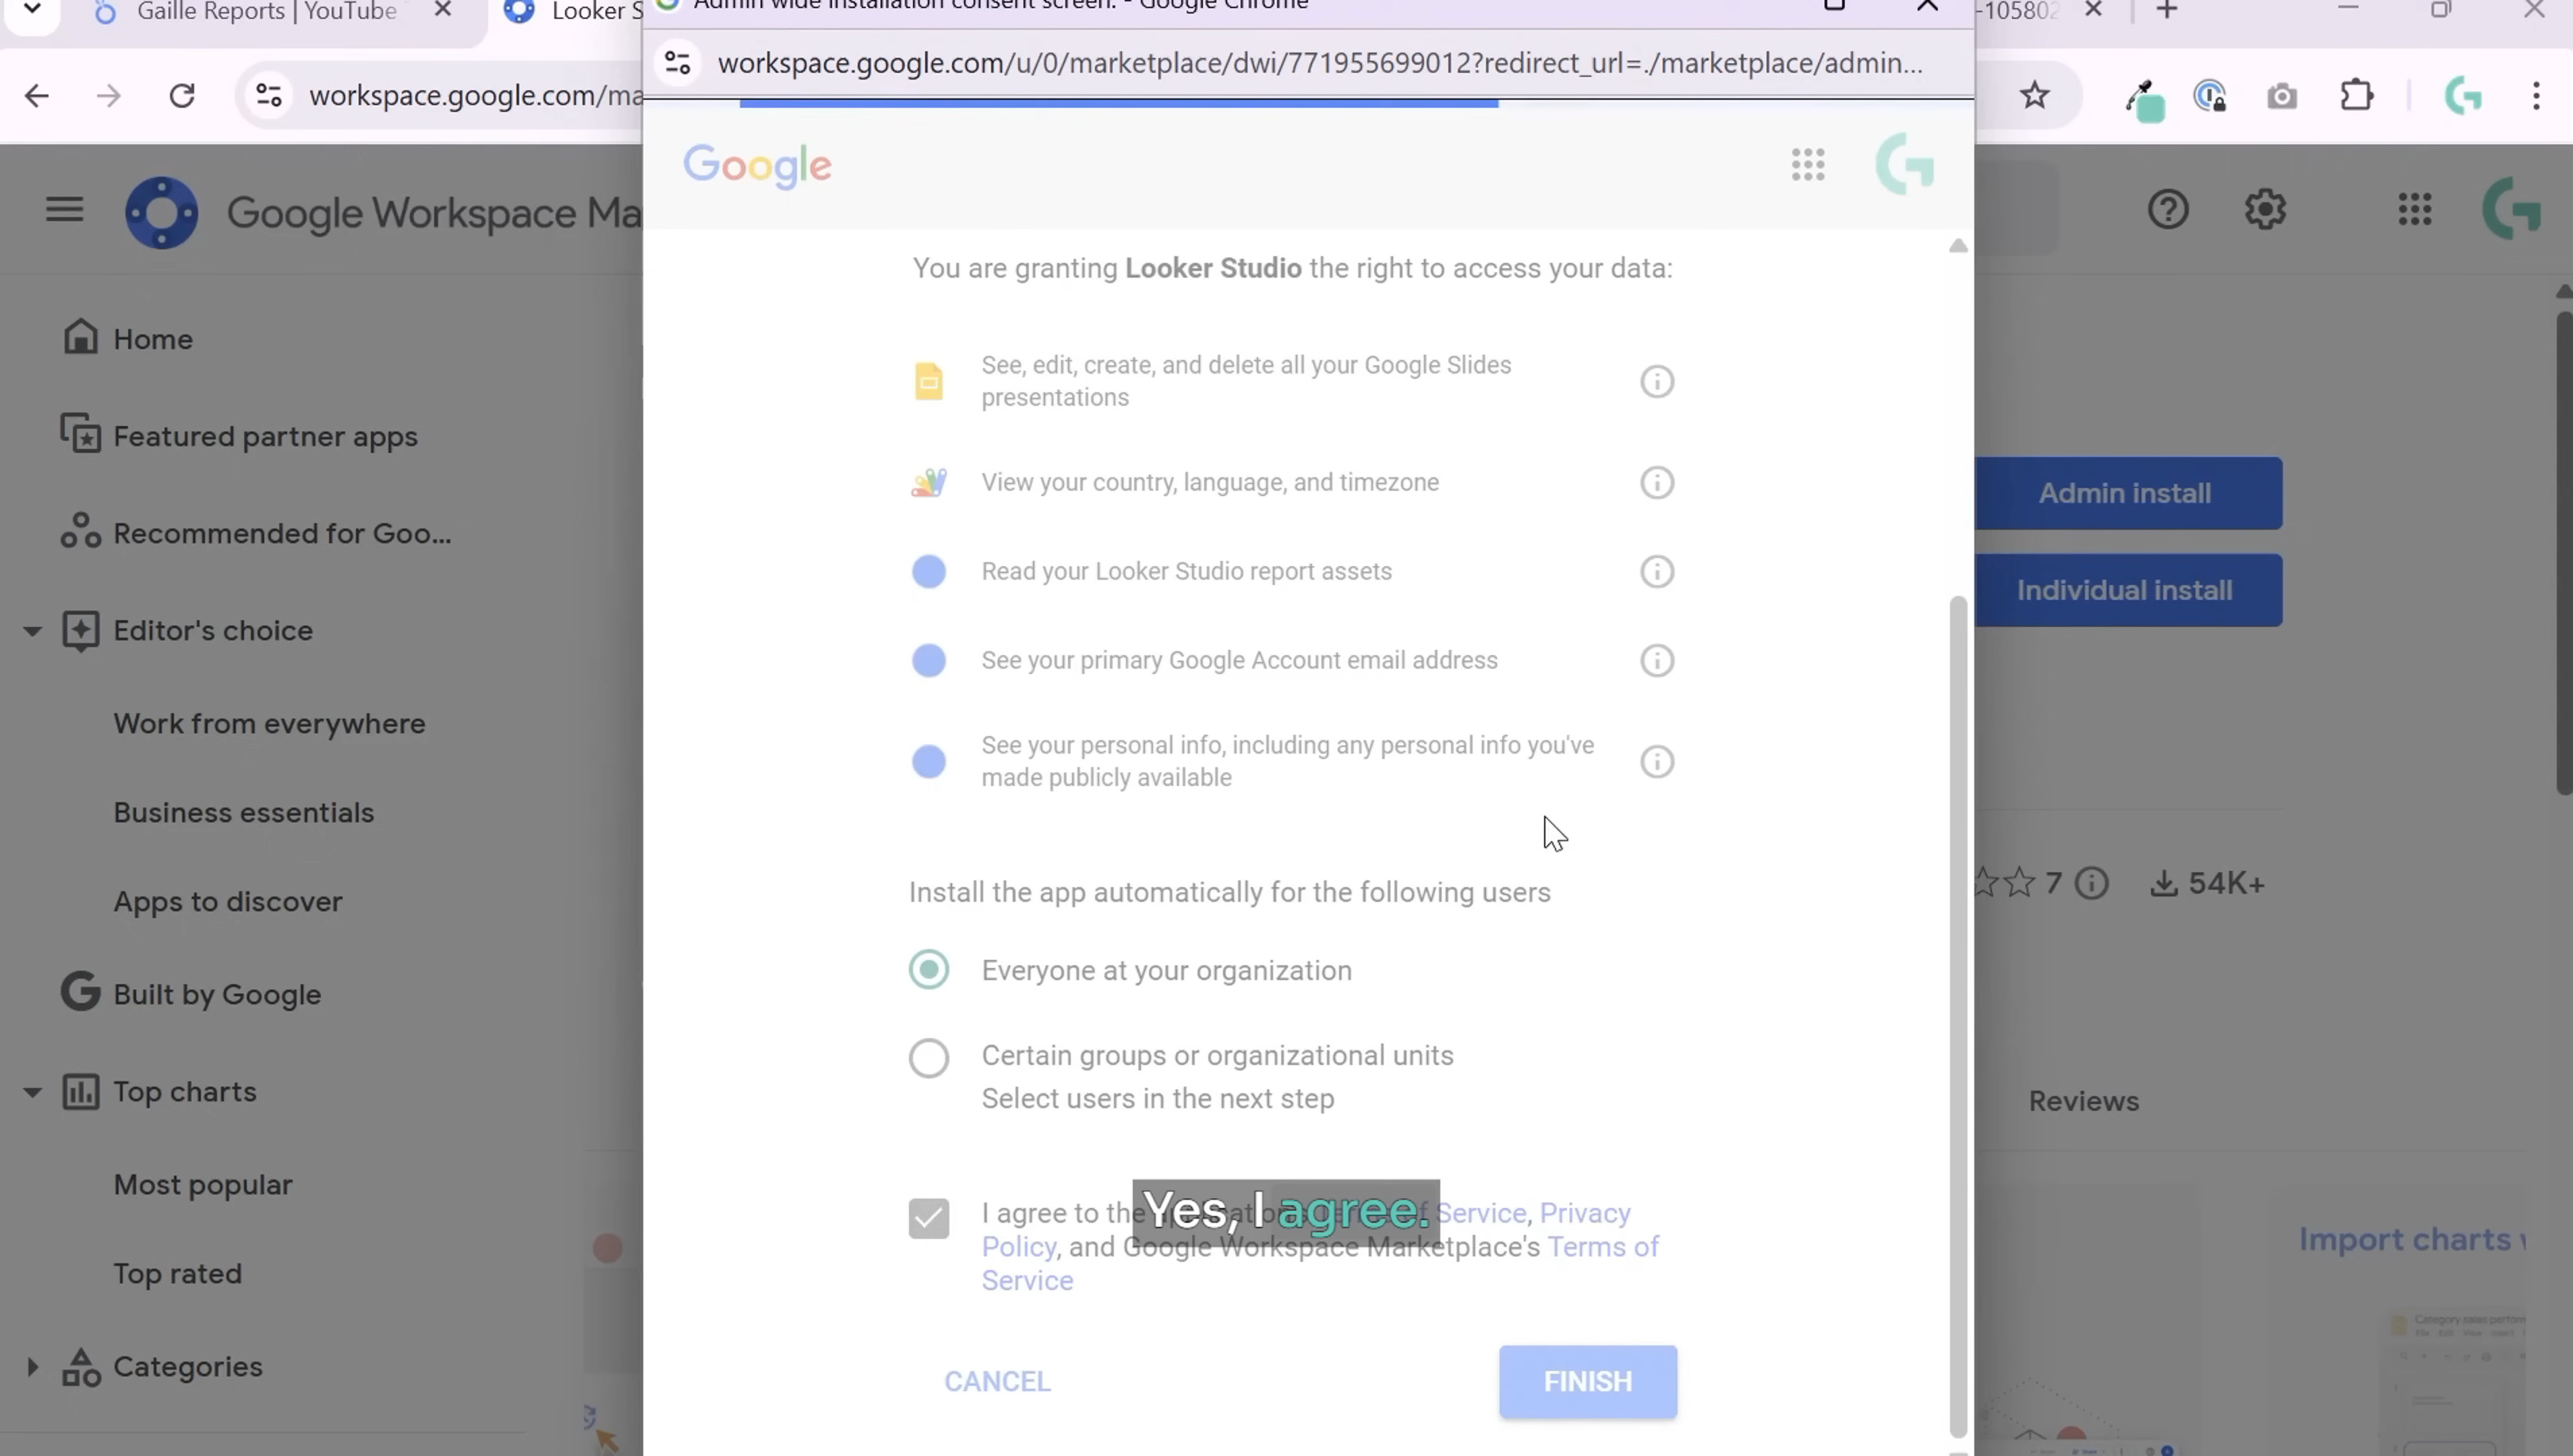 Gaille Reports | YouTube
Looker S
Admin wide installation consent screen. - Google Chrome
-105802
workspace.google.com/ma
workspace.google.com/u/0/marketplace/dwi/771955699012?redirect_url=./marketplace/admin...
Google Workspace Ma
Google
Home
Featured partner apps
Recommended for Goo...
Editor's choice
Work from everywhere
Business essentials
Apps to discover
Built by Google
Top charts
Most popular
Top rated
Categories
You are granting Looker Studio the right to access your data:
See, edit, create, and delete all your Google Slides
presentations
View your country, language, and timezone
Read your Looker Studio report assets
See your primary Google Account email address
See your personal info, including any personal info you've
made publicly available
Install the app automatically for the following users
Everyone at your organization
Certain groups or organizational units
Select users in the next step
I agree to the Service, Privacy
Policy, and Google Workspace Marketplace's Terms of
Service
Yes, I agree.
CANCEL
FINISH
Admin install
Individual install
7
54K+
Reviews
Import charts
Category sales perform